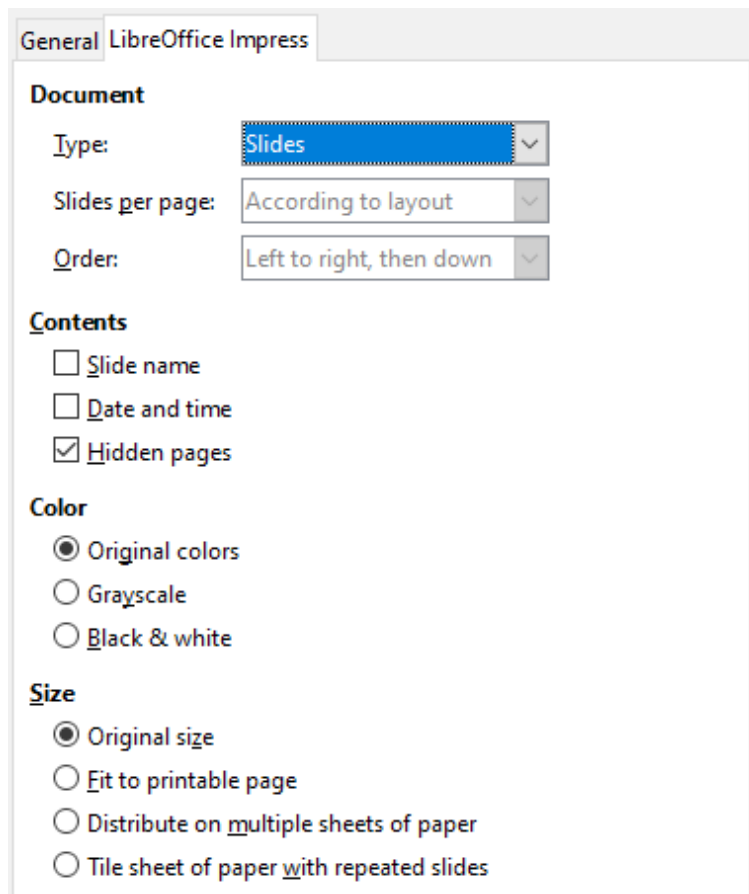 General LibreOffice Impress
Document
Type: Slides
Slides per page: According to layout
Order: Left to right, then down
Contents
Slide name
Date and time
Hidden pages
Color
Original colors
Grayscale
Black & white
Size
Original size
Fit to printable page
Distribute on multiple sheets of paper
Tile sheet of paper with repeated slides